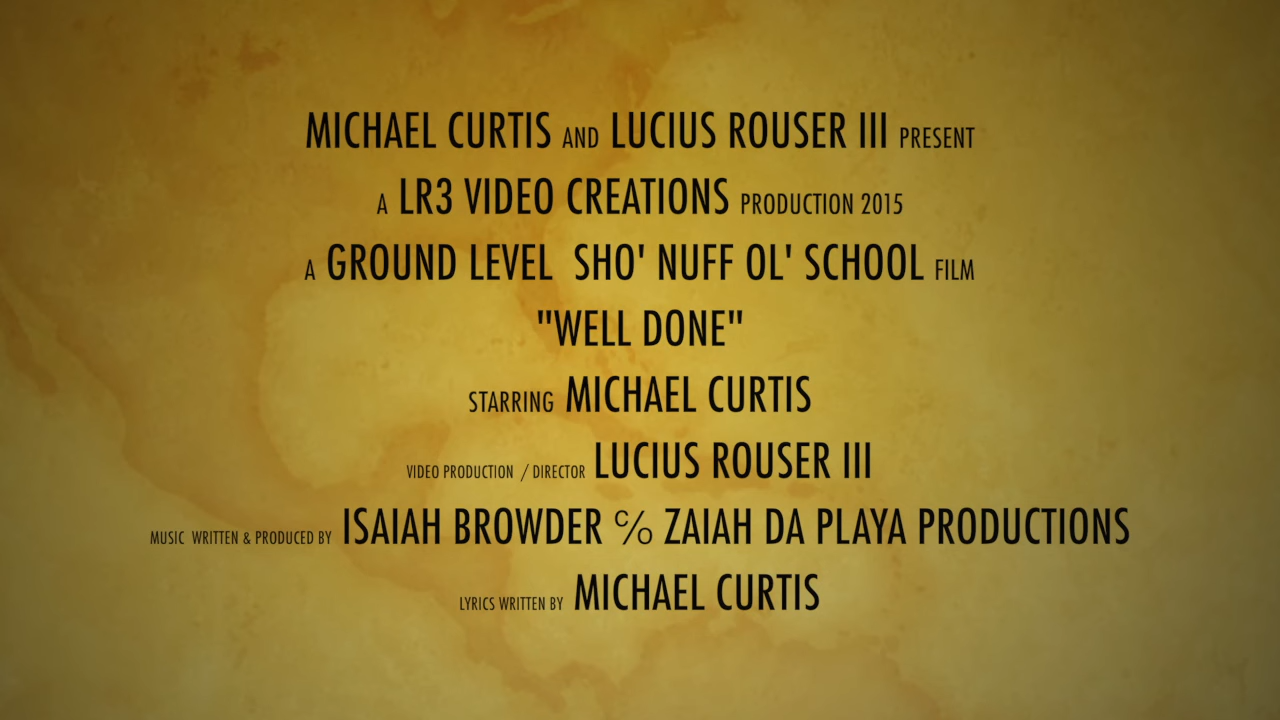 MICHAEL CURTIS AND LUCIUS ROUSER III PRESENT
A LR3 VIDEO CREATIONS PRODUCTION 2015
A GROUND LEVEL  SHO' NUFF OL' SCHOOL FILM
"WELL DONE"
STARRING MICHAEL CURTIS
VIDEO PRODUCTION / DIRECTOR LUCIUS ROUSER III
MUSIC WRITTEN & PRODUCED BY ISAIAH BROWDER ℅ ZAIAH DA PLAYA PRODUCTIONS
LYRICS WRITTEN BY MICHAEL CURTIS